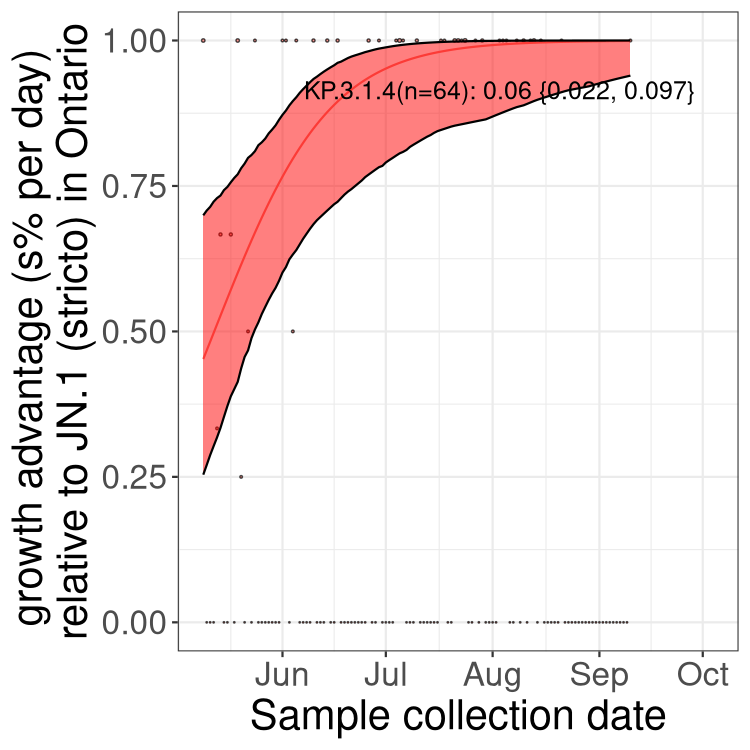 growth advantage (s% per day)
relative to JN.1 (stricto) in Ontario
1.00
0.75
0.50
0.25
0.00
KP.3.1.4(n=64): 0.06 {0.022, 0.097}
Jun Jul Aug Sep Oct
Sample collection date